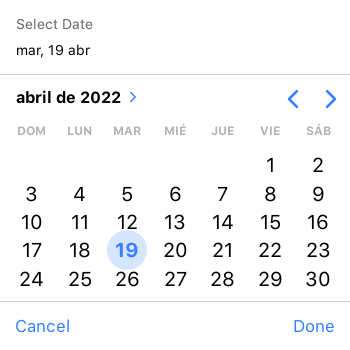 Select Date
mar, 19 abr
abril de 2022
DOM LUN MAR MIÉ JUE VIE SÁB
1 2
3 4 5 6 7 8 9
10 11 12 13 14 15 16
17 18 19 20 21 22 23
24 25 26 27 28 29 30
Cancel Done